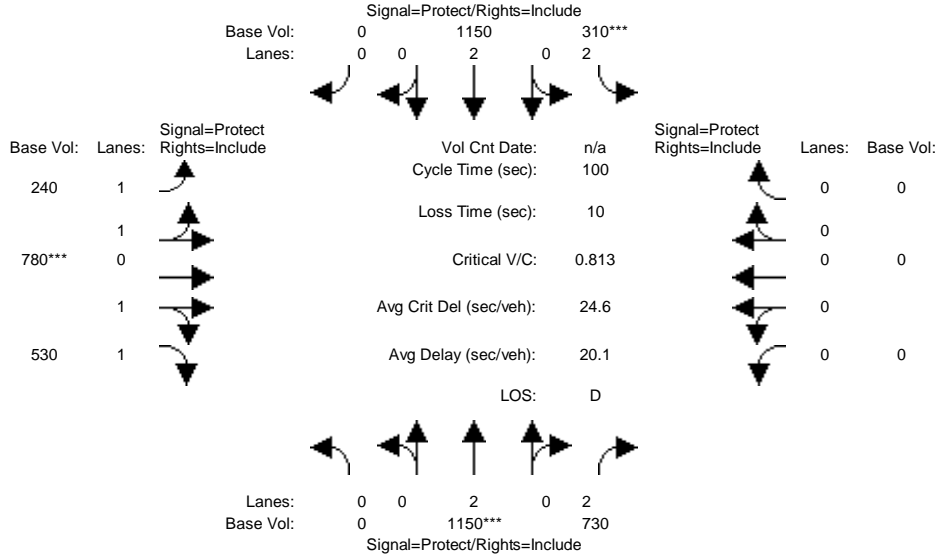 Signal=Protect/Rights=Include
Base Vol: 0 1150 310***
Lanes: 0 0 2 0 2
Signal=Protect
Base Vol: Lanes: Rights=Include
Vol Cnt Date: n/a
Signal=Protect
Rights=Include Lanes: Base Vol:
Cycle Time (sec): 100
240 1
0 0
Loss Time (sec): 10
1
0
780*** 0
Critical V/C: 0.813
0 0
1
Avg Crit Del (sec/veh): 24.6
0
530 1
Avg Delay (sec/veh): 20.1
0 0
LOS: D
Lanes: 0 0 2 0 2
Base Vol: 0 1150*** 730
Signal=Protect/Rights=Include